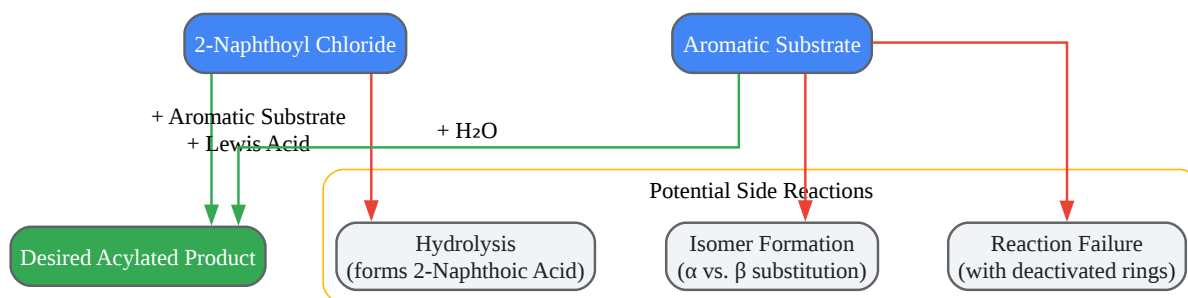 2-Naphthoyl Chloride
Aromatic Substrate
+ Aromatic Substrate
+ Lewis Acid
+ H₂O
Potential Side Reactions
Desired Acylated Product
Hydrolysis
(forms 2-Naphthoic Acid)
Isomer Formation
(α vs. β substitution)
Reaction Failure
(with deactivated rings)